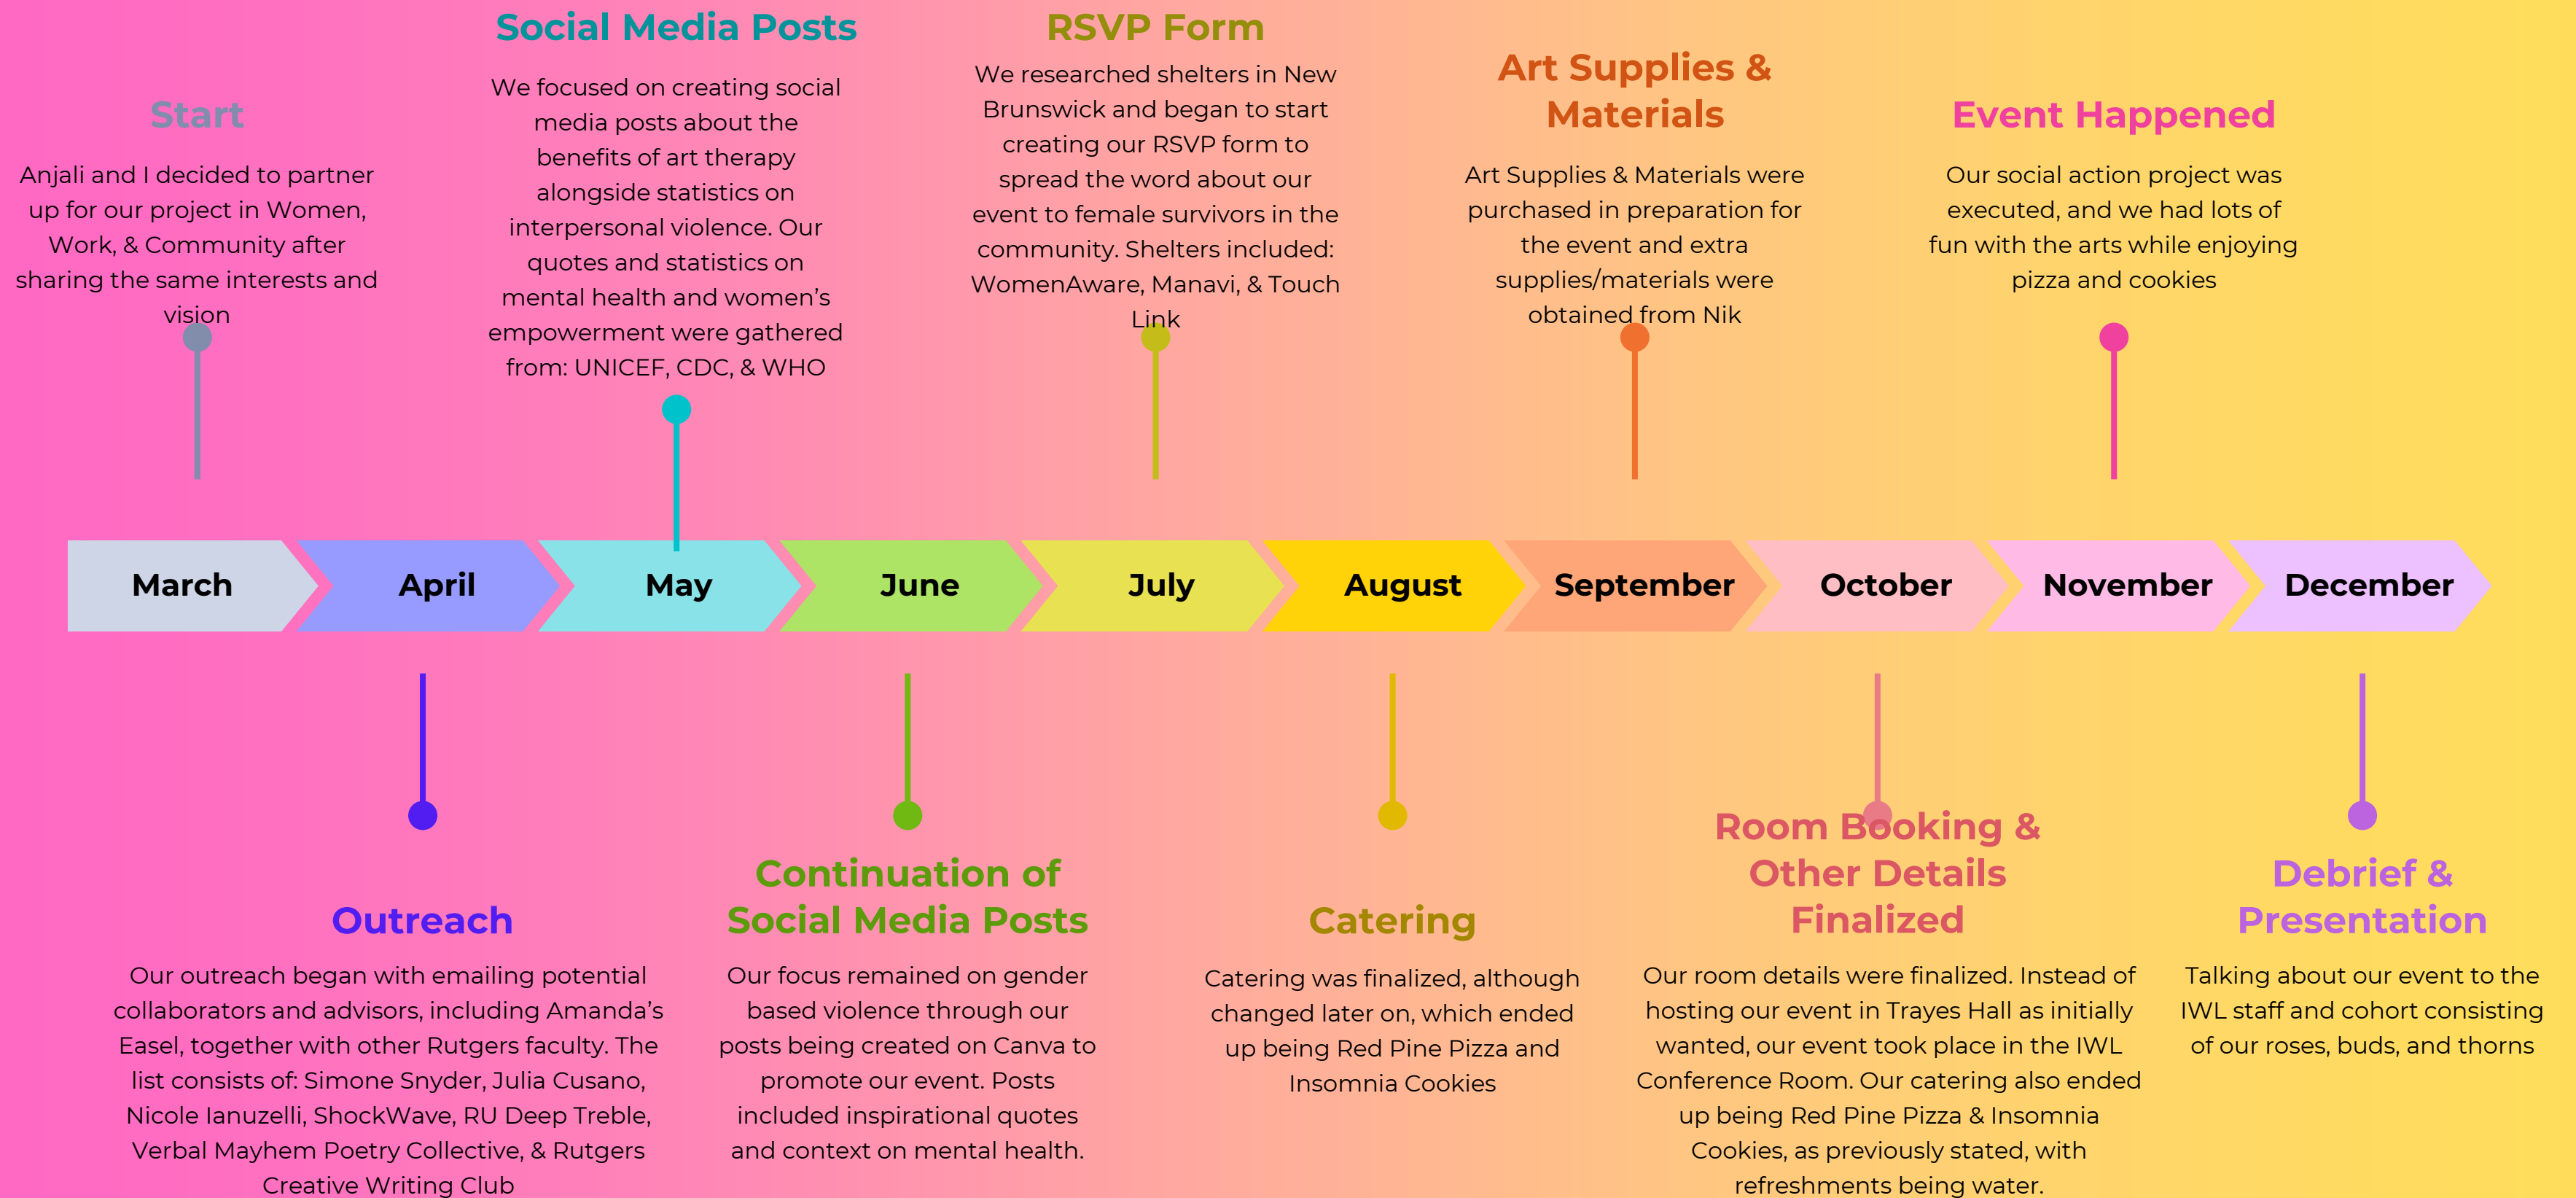 Start
Anjali and I decided to partner
up for our project in Women,
Work, & Community after
sharing the same interests and
vision
Social Media Posts
We focused on creating social
media posts about the
benefits of art therapy
alongside statistics on
interpersonal violence. Our
quotes and statistics on
mental health and women's
empowerment were gathered
from: UNICEF, CDC, & WHO
RSVP Form
We researched shelters in New
Brunswick and began to start
creating our RSVP form to
spread the word about our
event to female survivors in the
community. Shelters included:
WomenAware, Manavi, & Touch
Link
Art Supplies &
Materials
Art Supplies & Materials were
purchased in preparation for
the event and extra
supplies/materials were
obtained from Nik
Event Happened
Our social action project was
executed, and we had lots of
fun with the arts while enjoying
pizza and cookies
March
April
May
June
July
August
September
October
November
December
Outreach
Our outreach began with emailing potential
collaborators and advisors, including Amanda's
Easel, together with other Rutgers faculty. The
list consists of: Simone Snyder, Julia Cusano,
Nicole Ianuzelli, ShockWave, RU Deep Treble,
Verbal Mayhem Poetry Collective, & Rutgers
Creative Writing Club
Continuation of
Social Media Posts
Our focus remained on gender
based violence through our
posts being created on Canva to
promote our event. Posts
included inspirational quotes
and context on mental health.
Catering
Catering was finalized, although
changed later on, which ended
up being Red Pine Pizza and
Insomnia Cookies
Room Booking &
Other Details
Finalized
Our room details were finalized. Instead of
hosting our event in Trayes Hall as initially
wanted, our event took place in the IWL
Conference Room. Our catering also ended
up being Red Pine Pizza & Insomnia
Cookies, as previously stated, with
refreshments being water.
Debrief &
Presentation
Talking about our event to the
IWL staff and cohort consisting
of our roses, buds, and thorns